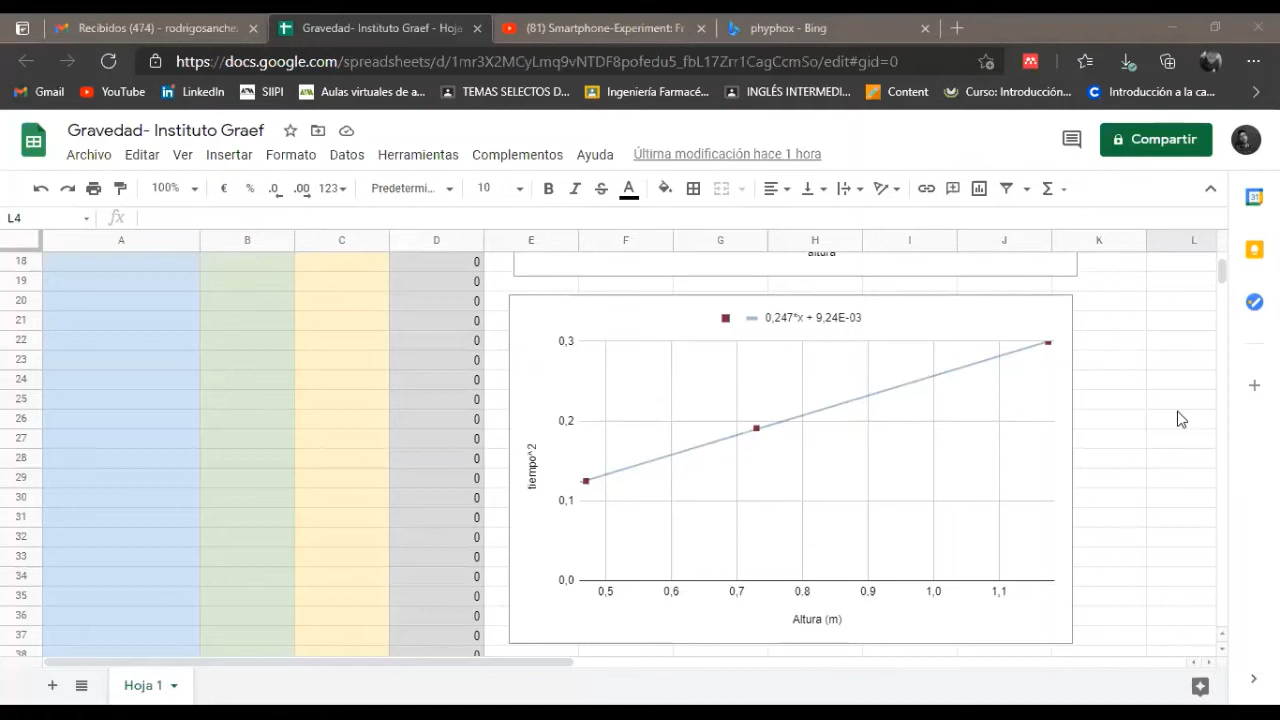 Recibidos (474) - rodrigosanche.
Gravedad- Instituto Graef - Hoja
(81) Smartphone-Experiment: Fr
phyphox - Bing
https://docs.google.com/spreadsheets/d/1mr3X2MCyLmq9vNTDF8pofedu5_fbL17Zrr1CagCcmSo/edit#gid=0
Gmail
YouTube
LinkedIn
SIIPI
Aulas virtuales de a...
TEMAS SELECTOS D...
Ingeniería Farmacé...
INGLÉS INTERMEDI...
Content
Curso: Introducción...
Introducción a la ca...
Gravedad- Instituto Graef
Compartir
Archivo Editar Ver Insertar Formato Datos Herramientas Complementos Ayuda Última modificación hace 1 hora
100% € % .0 .00 123 Predetermi... 10 B I S A
31
L4 fx
A B C D E F G H I J K L
altura
18 0
19 0
20 0
21 0
22 0
23 0
24 0
25 0
26 0
27 0
28 0
29 0
30 0
31 0
32 0
33 0
34 0
35 0
36 0
37 0
38 0
0,247*x + 9,24E-03
0,3
0,2
0,1
0,0
tiempo^2
0,5 0,6 0,7 0,8 0,9 1,0 1,1
Altura (m)
Hoja 1